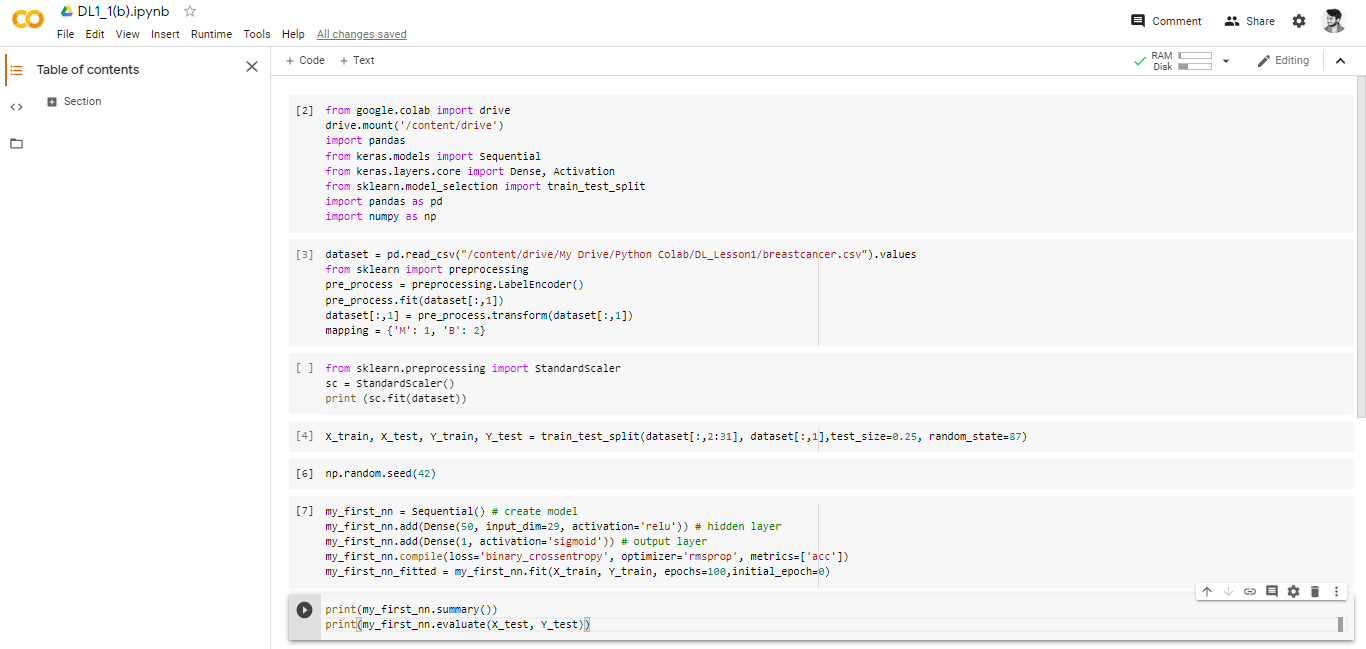 DL1_1(b).ipynb
File Edit View Insert Runtime Tools Help All changes saved
Comment Share
Table of contents
Section
+ Code + Text
RAM
Disk
Editing
[2] from google.colab import drive
drive.mount('/content/drive')
import pandas
from keras.models import Sequential
from keras.layers.core import Dense, Activation
from sklearn.model_selection import train_test_split
import pandas as pd
import numpy as np
[3] dataset = pd.read_csv("/content/drive/My Drive/Python Colab/DL_Lesson1/breastcancer.csv").values
from sklearn import preprocessing
pre_process = preprocessing.LabelEncoder()
pre_process.fit(dataset[:,1])
dataset[:,1] = pre_process.transform(dataset[:,1])
mapping = {'M': 1, 'B': 2}
[ ] from sklearn.preprocessing import StandardScaler
sc = StandardScaler()
print (sc.fit(dataset))
[4] X_train, X_test, Y_train, Y_test = train_test_split(dataset[:,2:31], dataset[:,1],test_size=0.25, random_state=87)
[6] np.random.seed(42)
[7] my_first_nn = Sequential() # create model
my_first_nn.add(Dense(50, input_dim=29, activation='relu')) # hidden layer
my_first_nn.add(Dense(1, activation='sigmoid')) # output layer
my_first_nn.compile(loss='binary_crossentropy', optimizer='rmsprop', metrics=['acc'])
my_first_nn_fitted = my_first_nn.fit(X_train, Y_train, epochs=100,initial_epoch=0)
print(my_first_nn.summary())
print(my_first_nn.evaluate(X_test, Y_test))